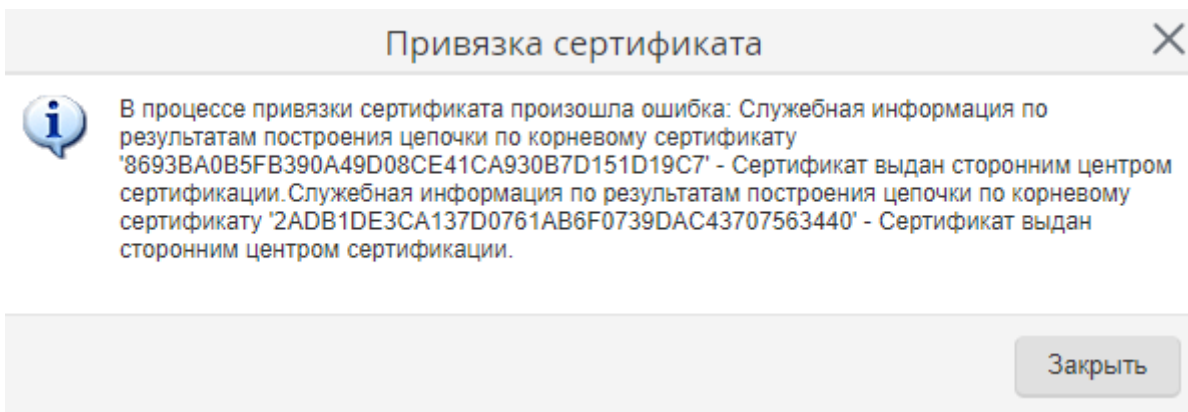 Привязка сертификата
В процессе привязки сертификата произошла ошибка: Служебная информация по
результатам построения цепочки по корневому сертификату
'8693BA0B5FB390A49D08CE41CA930B7D151D19C7' - Сертификат выдан сторонним центром
сертификации.Служебная информация по результатам построения цепочки по корневому
сертификату '2ADB1DE3CA137D0761AB6F0739DAC43707563440' - Сертификат выдан
сторонним центром сертификации.
Закрыть